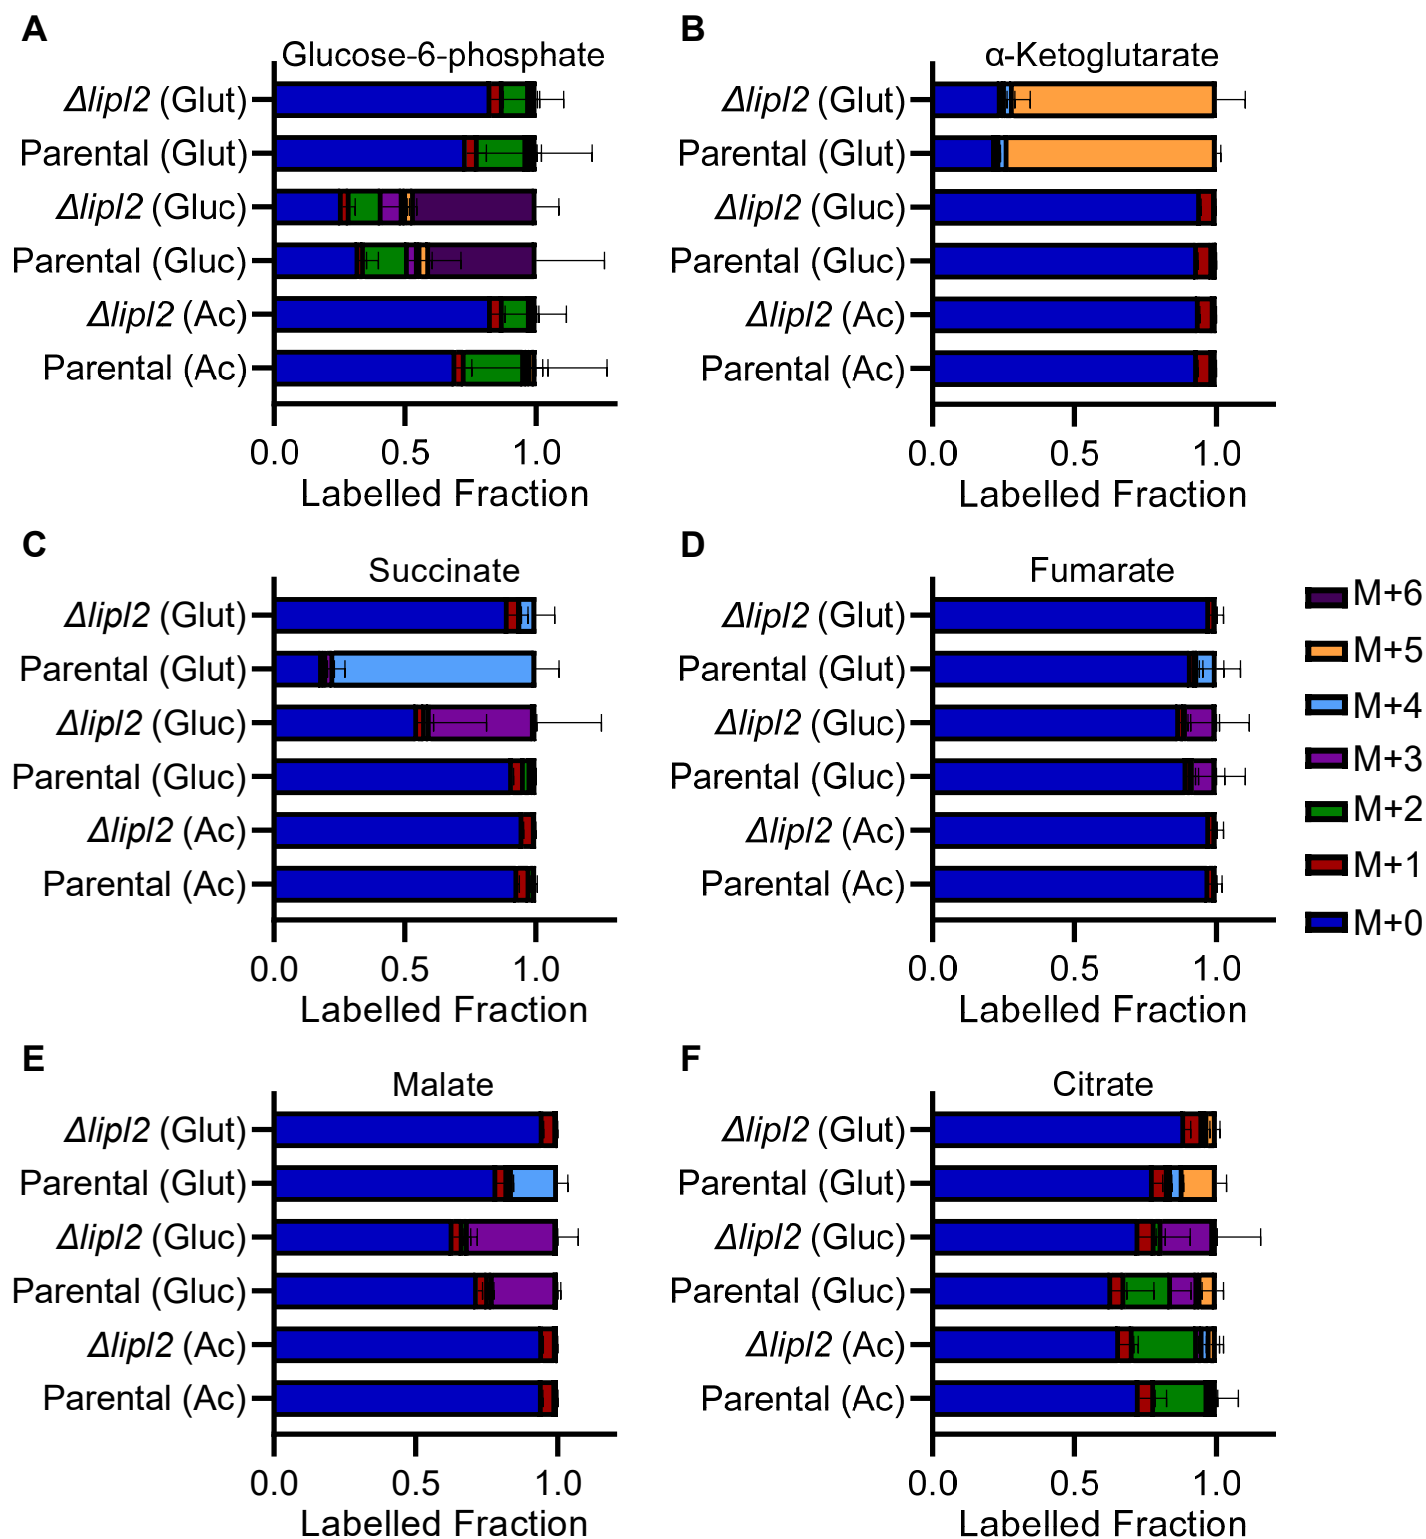 A
Glucose-6-phosphate
Δlipl2 (Glut)
Parental (Glut)
Δlipl2 (Gluc)
Parental (Gluc)
Δlipl2 (Ac)
Parental (Ac)
0.0 0.5 1.0
Labelled Fraction
B
α-Ketoglutarate
Δlipl2 (Glut)
Parental (Glut)
Δlipl2 (Gluc)
Parental (Gluc)
Δlipl2 (Ac)
Parental (Ac)
0.0 0.5 1.0
Labelled Fraction
C
Succinate
Δlipl2 (Glut)
Parental (Glut)
Δlipl2 (Gluc)
Parental (Gluc)
Δlipl2 (Ac)
Parental (Ac)
0.0 0.5 1.0
Labelled Fraction
D
Fumarate
Δlipl2 (Glut)
Parental (Glut)
Δlipl2 (Gluc)
Parental (Gluc)
Δlipl2 (Ac)
Parental (Ac)
0.0 0.5 1.0
Labelled Fraction
M+6
M+5
M+4
M+3
M+2
M+1
M+0
E
Malate
Δlipl2 (Glut)
Parental (Glut)
Δlipl2 (Gluc)
Parental (Gluc)
Δlipl2 (Ac)
Parental (Ac)
0.0 0.5 1.0
Labelled Fraction
F
Citrate
Δlipl2 (Glut)
Parental (Glut)
Δlipl2 (Gluc)
Parental (Gluc)
Δlipl2 (Ac)
Parental (Ac)
0.0 0.5 1.0
Labelled Fraction